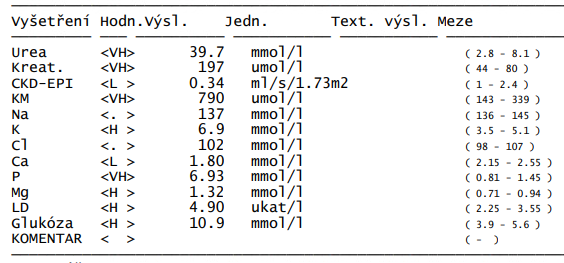 Vyšetření Hodn.Výsl. Jedn. Text. výsl. Meze
Urea <VH> 39.7 mmol/l ( 2.8 - 8.1 )
Kreat. <VH> 197 umol/l ( 44 - 80 )
CKD-EPI <L > 0.34 ml/s/1.73m2 ( 1 - 2.4 )
KM <VH> 790 umol/l ( 143 - 339 )
Na <. > 137 mmol/l ( 136 - 145 )
K <H > 6.9 mmol/l ( 3.5 - 5.1 )
Cl <. > 102 mmol/l ( 98 - 107 )
Ca <L > 1.80 mmol/l ( 2.15 - 2.55 )
P <VH> 6.93 mmol/l ( 0.81 - 1.45 )
Mg <H > 1.32 mmol/l ( 0.71 - 0.94 )
LD <H > 4.90 ukat/l ( 2.25 - 3.55 )
Glukóza <H > 10.9 mmol/l ( 3.9 - 5.6 )
KOMENTAR < > ( - )